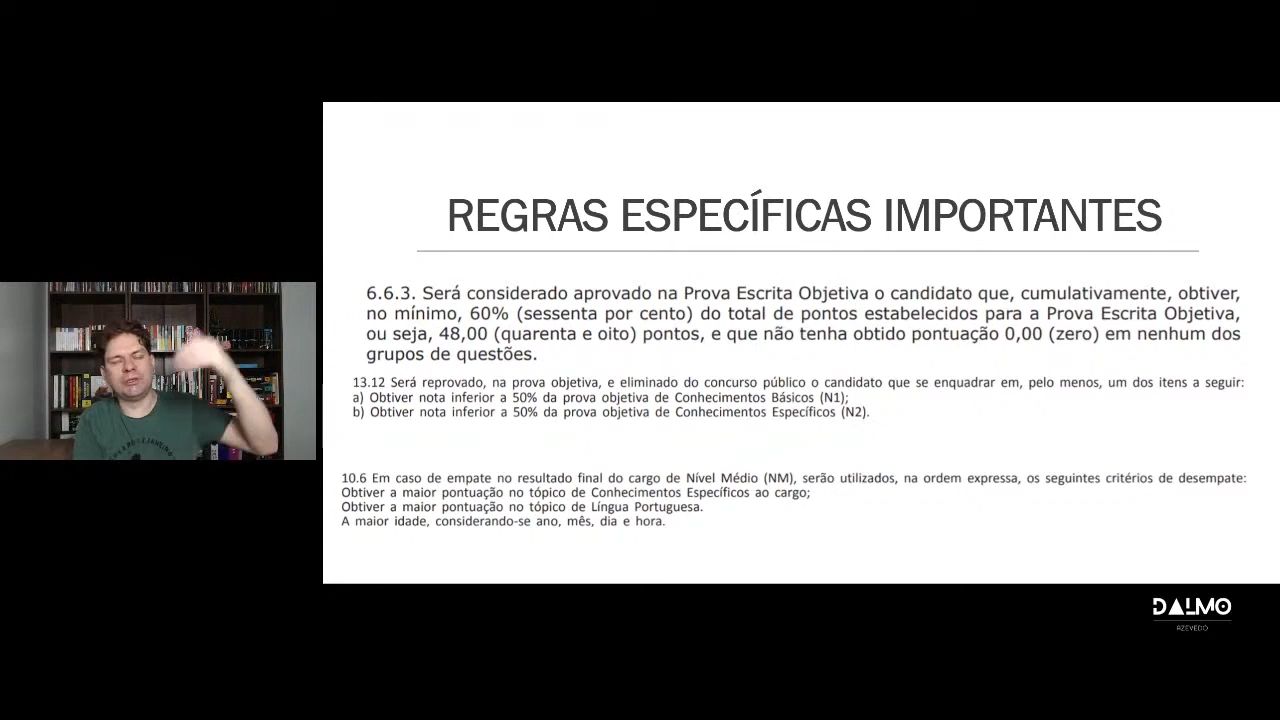 REGRAS ESPECÍFICAS IMPORTANTES
6.6.3. Será considerado aprovado na Prova Escrita Objetiva o candidato que, cumulativamente, obtiver,
no mínimo, 60% (sessenta por cento) do total de pontos estabelecidos para a Prova Escrita Objetiva,
ou seja, 48,00 (quarenta e oito) pontos, e que não tenha obtido pontuação 0,00 (zero) em nenhum dos
grupos de questões.
13.12 Será reprovado, na prova objetiva, e eliminado do concurso público o candidato que se enquadrar em, pelo menos, um dos itens a seguir:
a) Obtiver nota inferior a 50% da prova objetiva de Conhecimentos Básicos (N1);
b) Obtiver nota inferior a 50% da prova objetiva de Conhecimentos Específicos (N2).
10.6 Em caso de empate no resultado final do cargo de Nível Médio (NM), serão utilizados, na ordem expressa, os seguintes critérios de desempate:
Obtiver a maior pontuação no tópico de Conhecimentos Específicos ao cargo;
Obtiver a maior pontuação no tópico de Língua Portuguesa.
A maior idade, considerando-se ano, mês, dia e hora.
DALMO
AZEVEDO